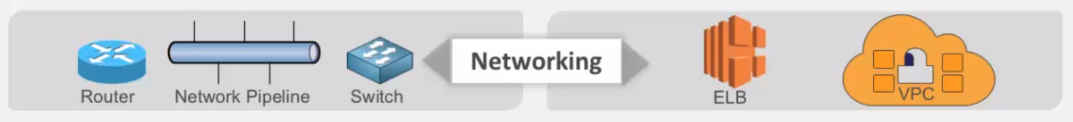 Router
Network Pipeline
Switch
Networking
ELB
VPC